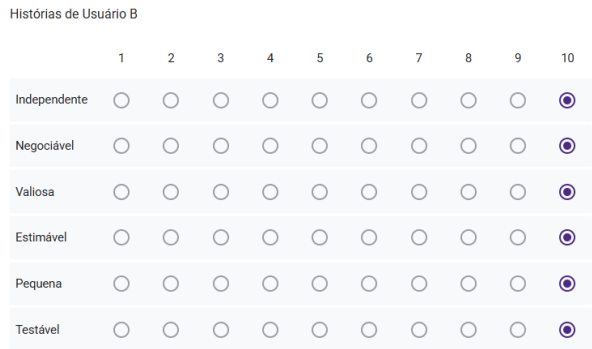 Histórias de Usuário B
1 2 3 4 5 6 7 8 9 10
Independente
Negociável
Valiosa
Estimável
Pequena
Testável